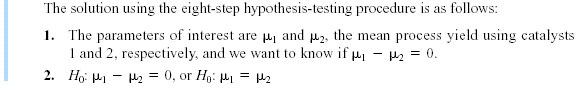 The solution using the eight-step hypothesis-testing procedure is as follows:
1. The parameters of interest are μ₁ and μ₂, the mean process yield using catalysts
1 and 2, respectively, and we want to know if μ₁ − μ₂ = 0.
2. H₀: μ₁ − μ₂ = 0, or H₀: μ₁ = μ₂